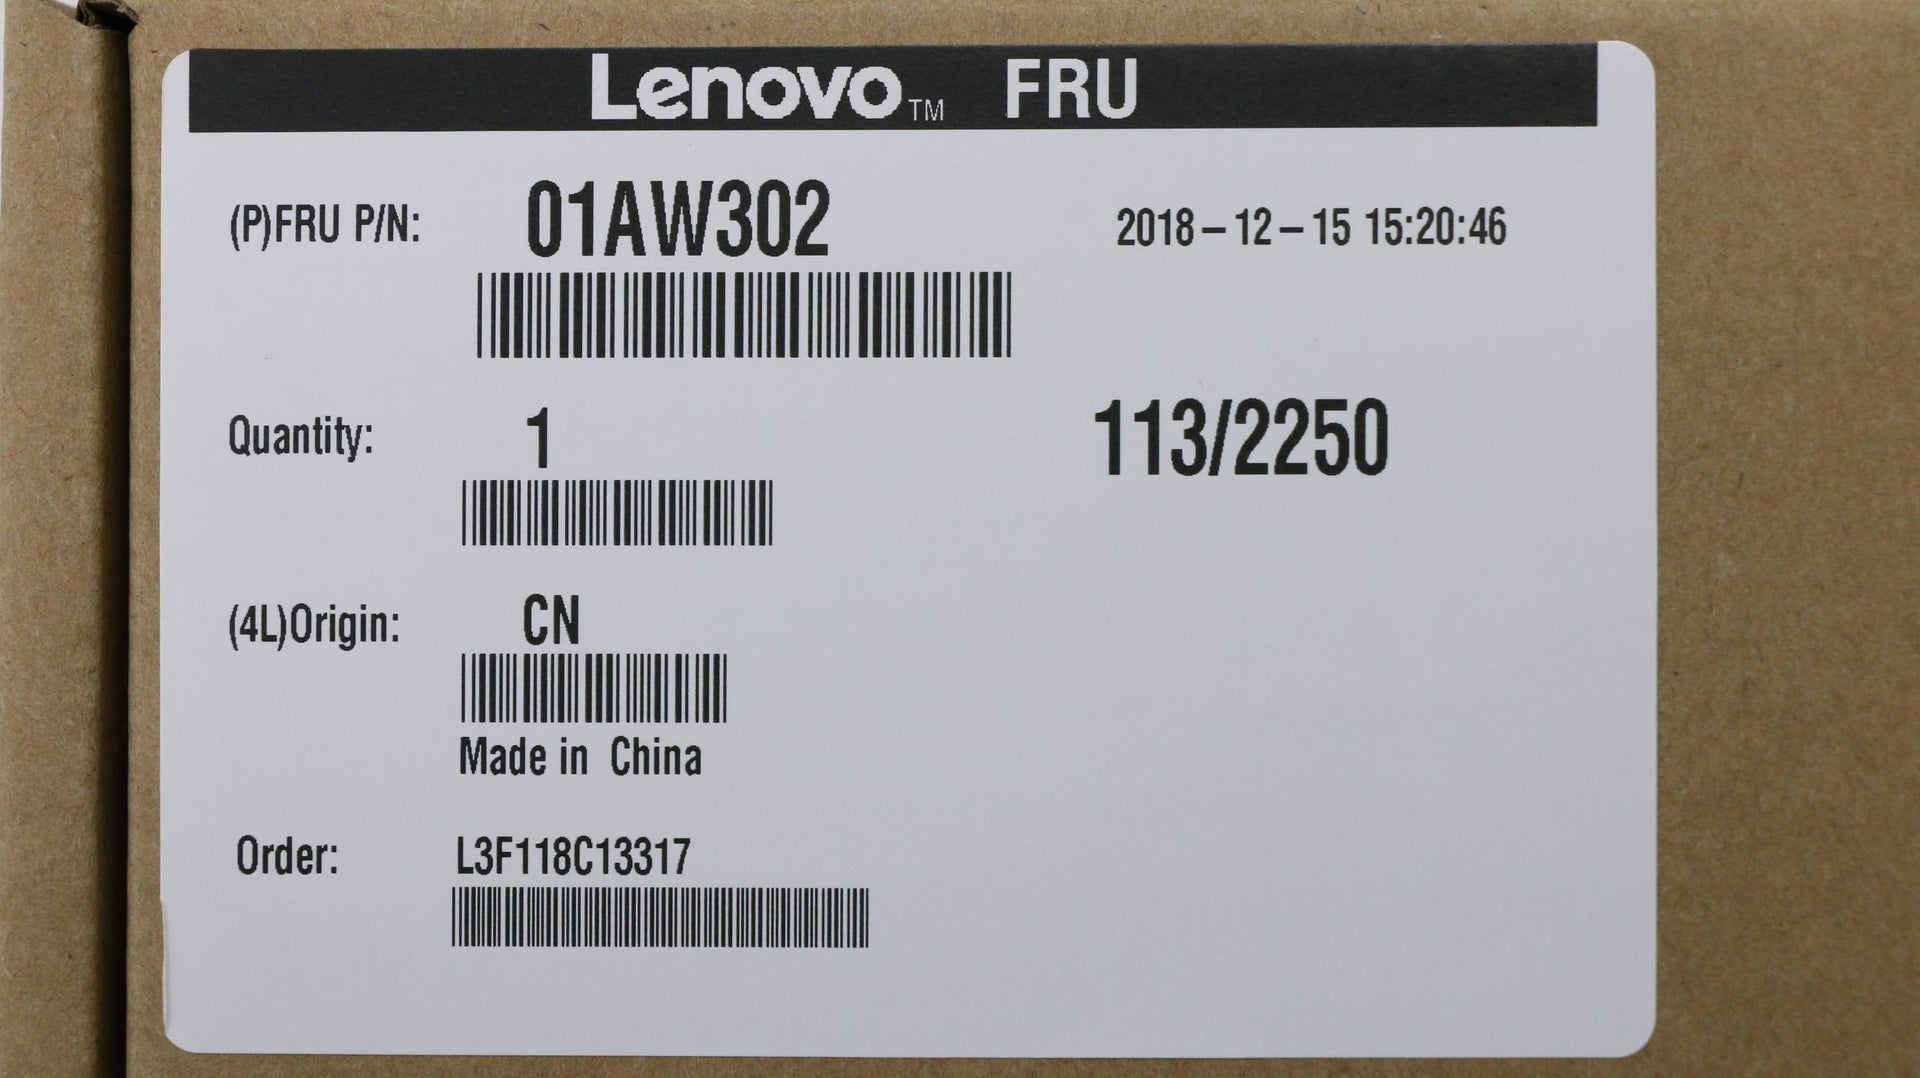 Lenovo™ FRU
(P)FRU P/N: 01AW302 2018-12-15 15:20:46
Quantity: 1 113/2250
(4L)Origin: CN
Made in China
Order: L3F118C13317